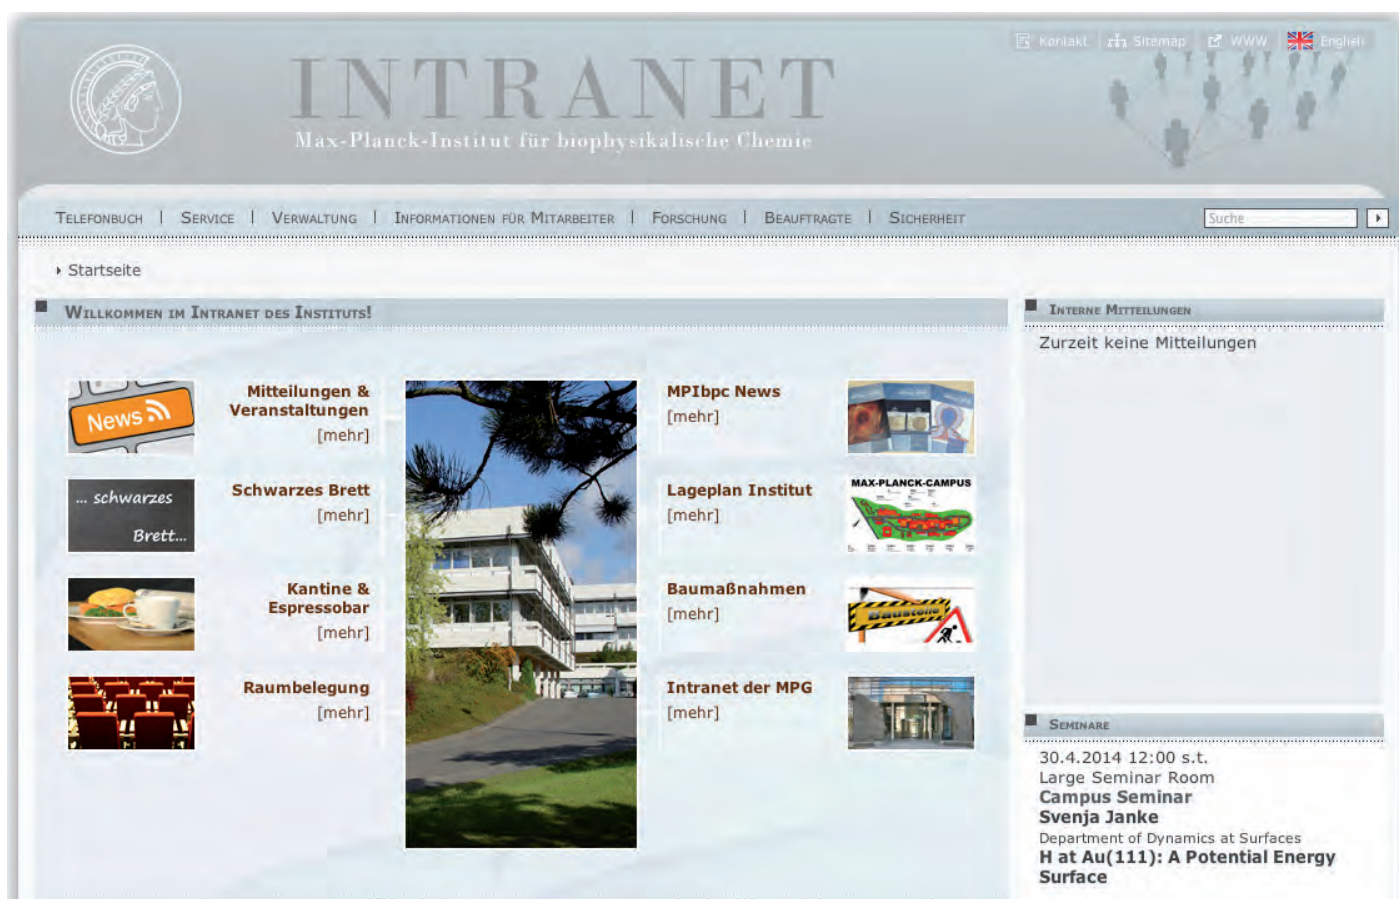 Kontakt
Sitemap
WWW
English
INTRANET
Max-Planck-Institut für biophysikalische Chemie
Telefonbuch | Service | Verwaltung | Informationen für Mitarbeiter | Forschung | Beauftragte | Sicherheit
Suche
Startseite
Willkommen im Intranet des Instituts!
News
Mitteilungen &
Veranstaltungen
[mehr]
... schwarzes
Brett...
Schwarzes Brett
[mehr]
Kantine &
Espressobar
[mehr]
Raumbelegung
[mehr]
MPIbpc News
[mehr]
Lageplan Institut
[mehr]
MAX-PLANCK-CAMPUS
Baumaßnahmen
[mehr]
Baustelle
Intranet der MPG
[mehr]
Interne Mitteilungen
Zurzeit keine Mitteilungen
Seminare
30.4.2014 12:00 s.t.
Large Seminar Room
Campus Seminar
Svenja Janke
Department of Dynamics at Surfaces
H at Au(111): A Potential Energy
Surface